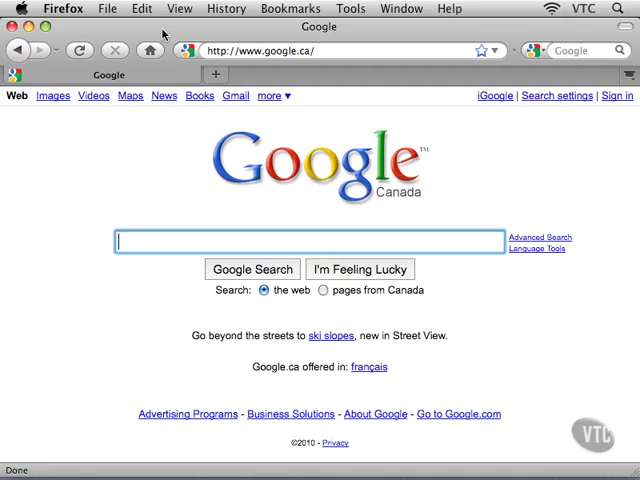 Firefox File Edit View History Bookmarks Tools Window Help VTC
Google
http://www.google.ca/ Google
Google
Web Images Videos Maps News Books Gmail more ▼ iGoogle | Search settings | Sign in
Google™
Canada
Advanced Search
Language Tools
Google Search I'm Feeling Lucky
Search: the web pages from Canada
Go beyond the streets to ski slopes, new in Street View.
Google.ca offered in: français
Advertising Programs - Business Solutions - About Google - Go to Google.com
VTC
©2010 - Privacy
Done